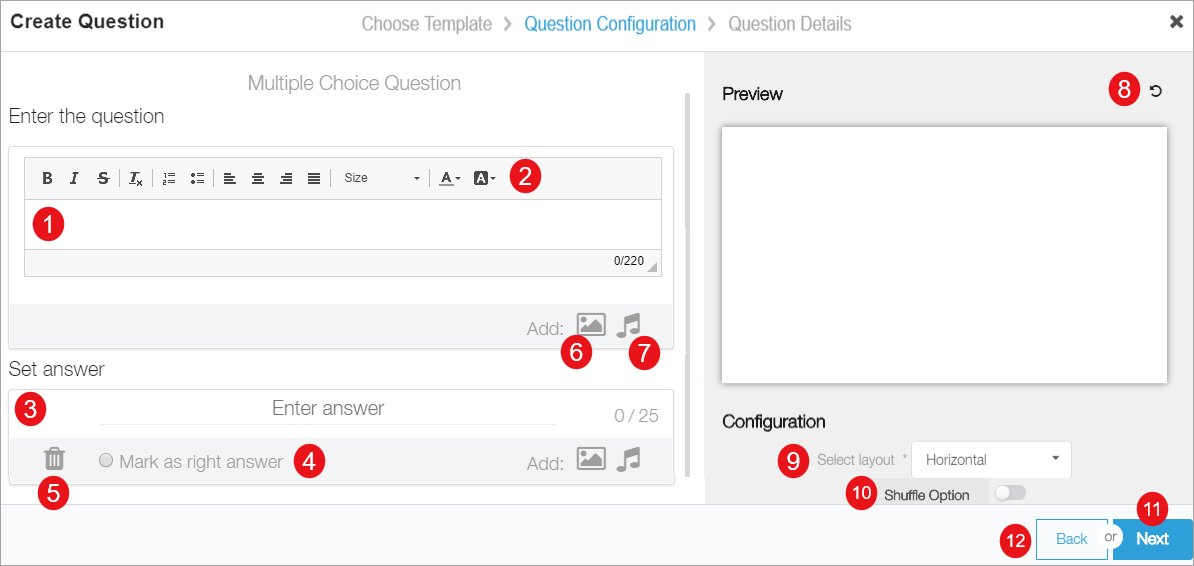 Create Question
Choose Template > Question Configuration > Question Details
Multiple Choice Question
Enter the question
B I S Tx Size A A 2
1
0/220
Add:
6 7
Set answer
3 Enter answer 0 / 25
Mark as right answer 4 Add:
5
Preview 8
Configuration
9 Select layout * Horizontal
10 Shuffle Option
11
12 Back or Next